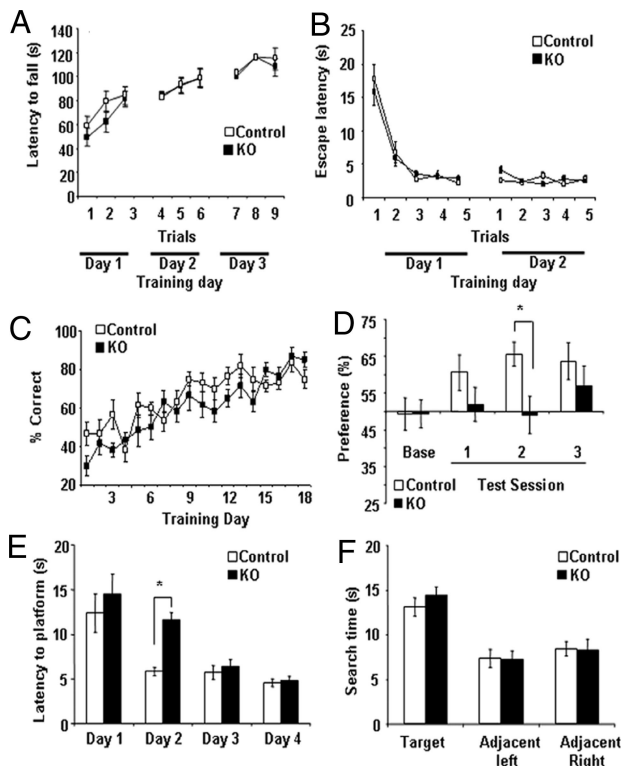 A
Latency to fall (s)
140
120
100
80
60
40
20
0
Control
KO
1 2 3 4 5 6 7 8 9
Trials
Day 1 Day 2 Day 3
Training day
B
Escape latency (s)
25
20
15
10
5
0
Control
KO
1 2 3 4 5 1 2 3 4 5
Trials
Day 1 Day 2
Training day
C
% Correct
100
80
60
40
20
Control
KO
3 6 9 12 15 18
Training Day
D
Preference (%)
75
65
55
45
35
25
*
Base 1 2 3
Test Session
Control
KO
E
Latency to platform (s)
20
15
10
5
0
Control
KO
*
Day 1 Day 2 Day 3 Day 4
F
Search time (s)
20
15
10
5
0
Control
KO
Target Adjacent Adjacent
left Right